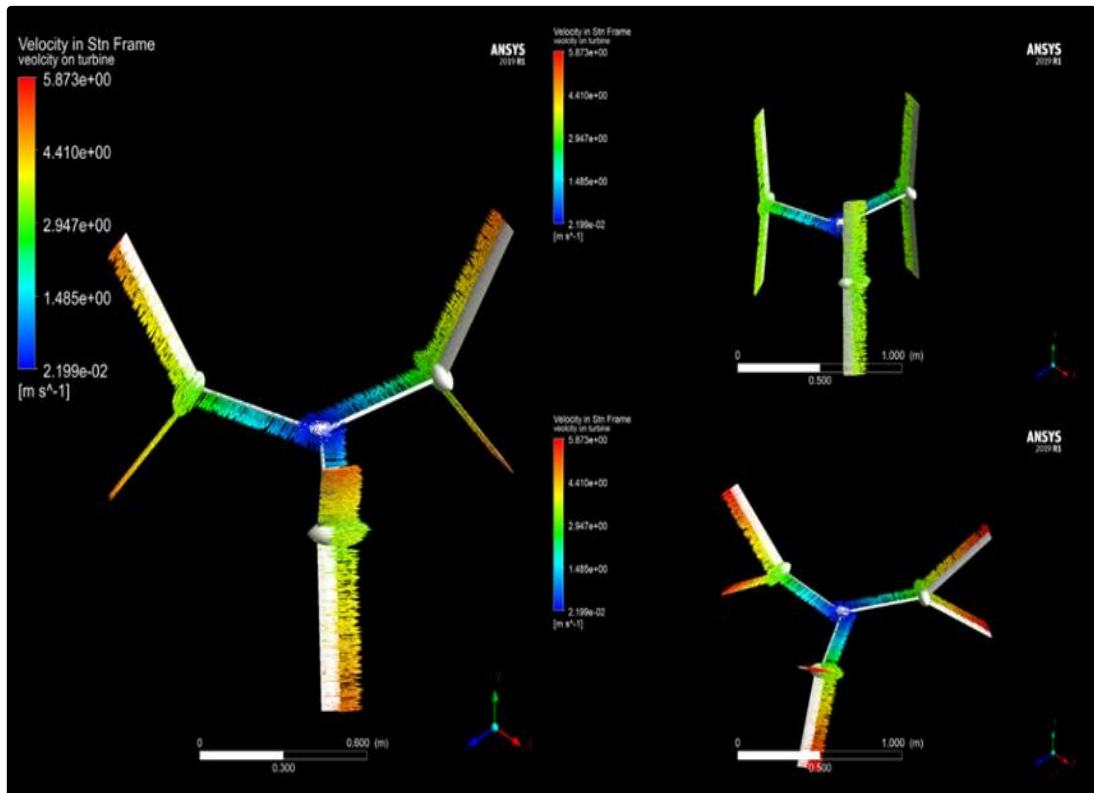 Velocity in Stn Frame
veolcity on turbine
5.873e+00
4.410e+00
2.947e+00
1.485e+00
2.199e-02
[m s^-1]
ANSYS
2019 R1
0 0.600 (m)
0.300
Velocity in Stn Frame
veolcity on turbine
5.873e+00
4.410e+00
2.947e+00
1.485e+00
2.199e-02
[m s^-1]
ANSYS
2019 R1
0 1.000 (m)
0.500
Velocity in Stn Frame
veolcity on turbine
5.873e+00
4.410e+00
2.947e+00
1.485e+00
2.199e-02
[m s^-1]
ANSYS
2019 R1
0 1.000 (m)
0.500